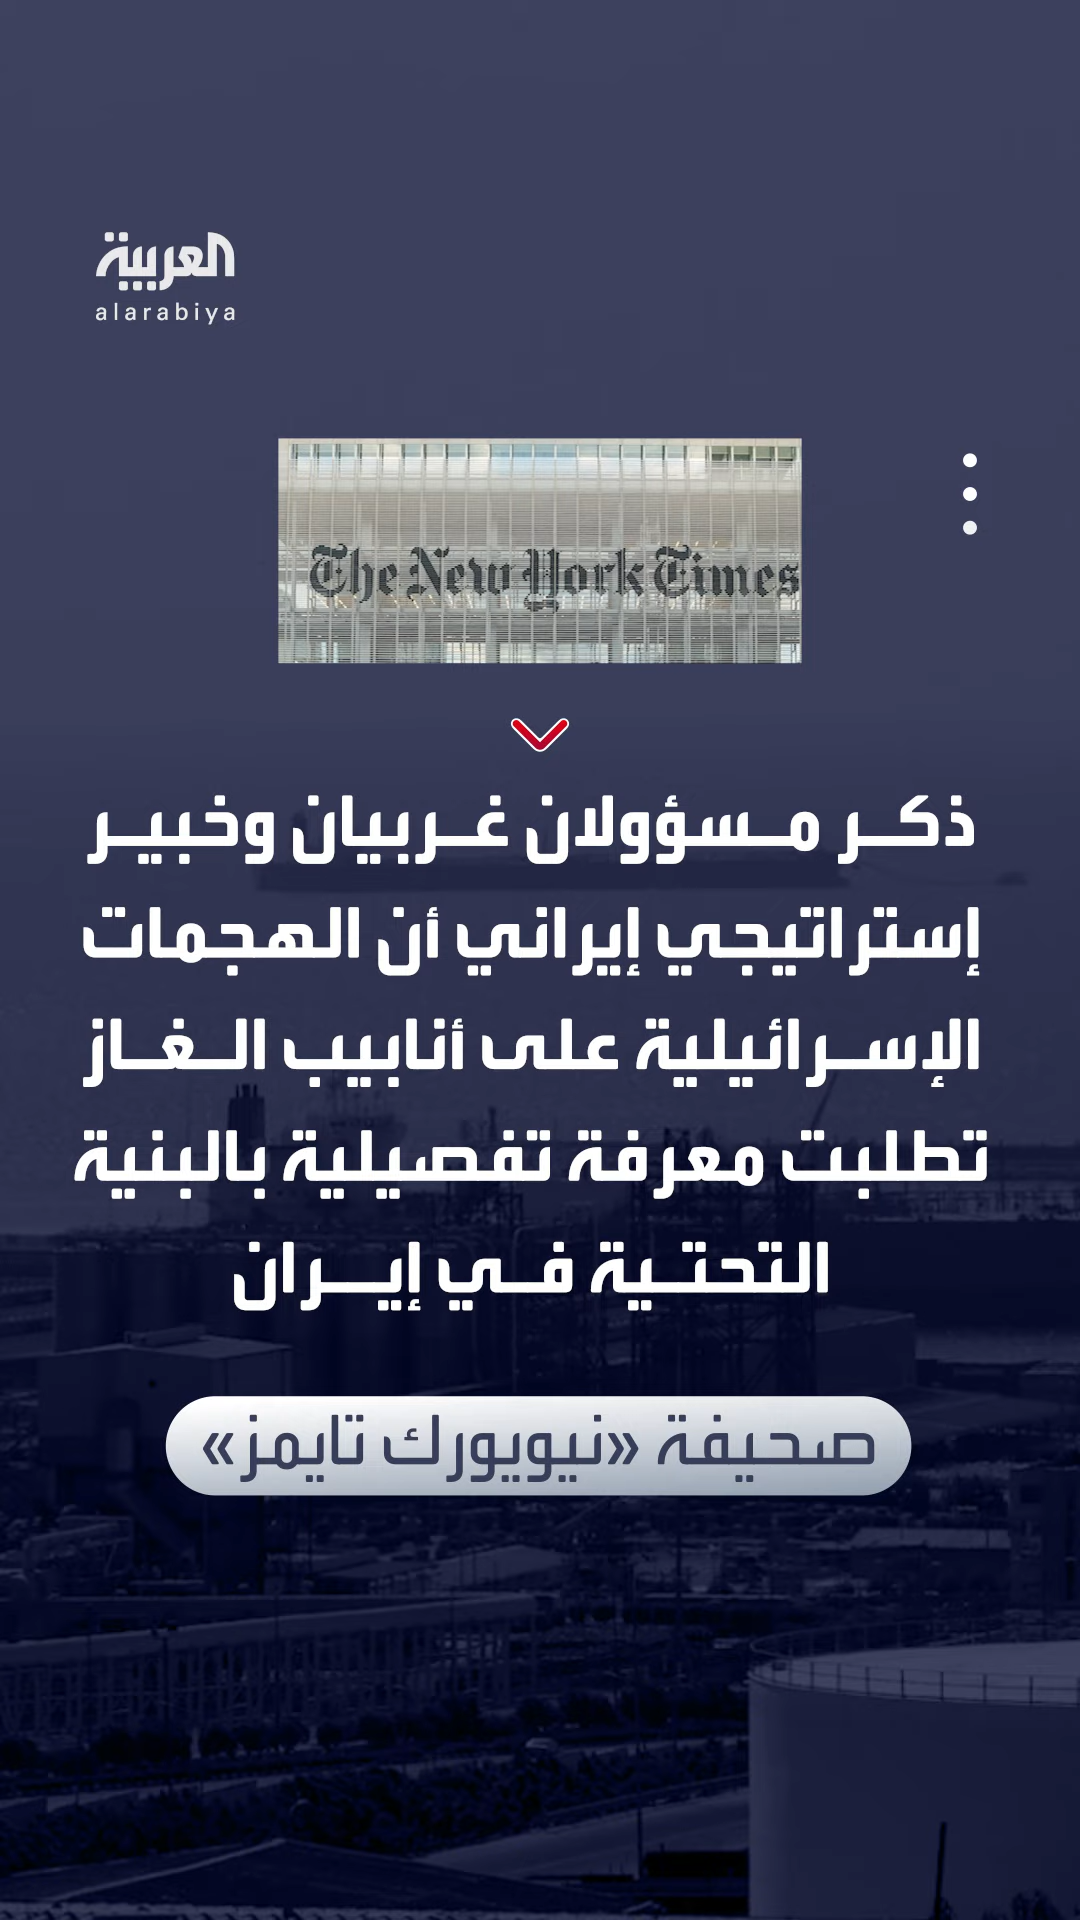 العربية
alarabiya
The New York Times
ذكر مسؤولان غربيان وخبير
إستراتيجي إيراني أن الهجمات
الإسرائيلية على أنابيب الغاز
تطلبت معرفة تفصيلية بالبنية
التحتية في إيران
صحيفة «نيويورك تايمز»